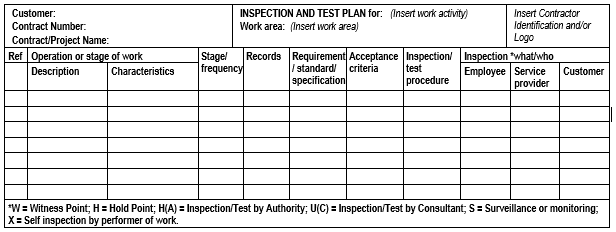 Customer:
Contract Number:
Contract/Project Name:
INSPECTION AND TEST PLAN for: (Insert work activity)
Work area: (Insert work area)
Insert Contractor
Identification and/or
Logo
Ref
Operation or stage of work
Description
Characteristics
Stage/
frequency
Records
Requirement
/ standard/
specification
Acceptance
criteria
Inspection/
test
procedure
Inspection *what/who
Employee
Service
provider
Customer
*W = Witness Point; H = Hold Point; H(A) = Inspection/Test by Authority; U(C) = Inspection/Test by Consultant; S = Surveillance or monitoring;
X = Self inspection by performer of work.